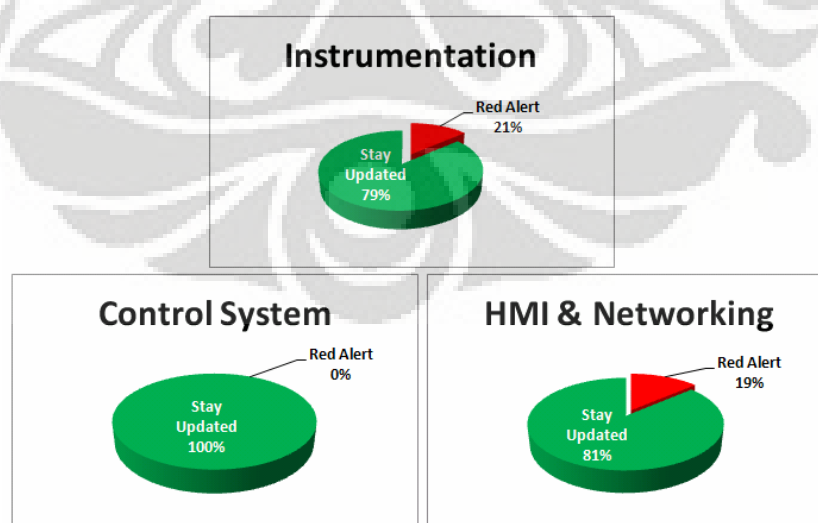 Instrumentation
Red Alert
21%
Stay
Updated
79%
Control System
Red Alert
0%
Stay
Updated
100%
HMI & Networking
Red Alert
19%
Stay
Updated
81%